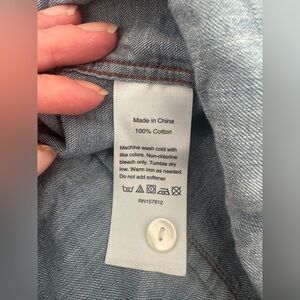 Made in China
100% Cotton
Machine wash cold with
like colors. Non-chlorine
bleach only. Tumble dry
low. Warm iron as needed.
Do not add softener
RN157812